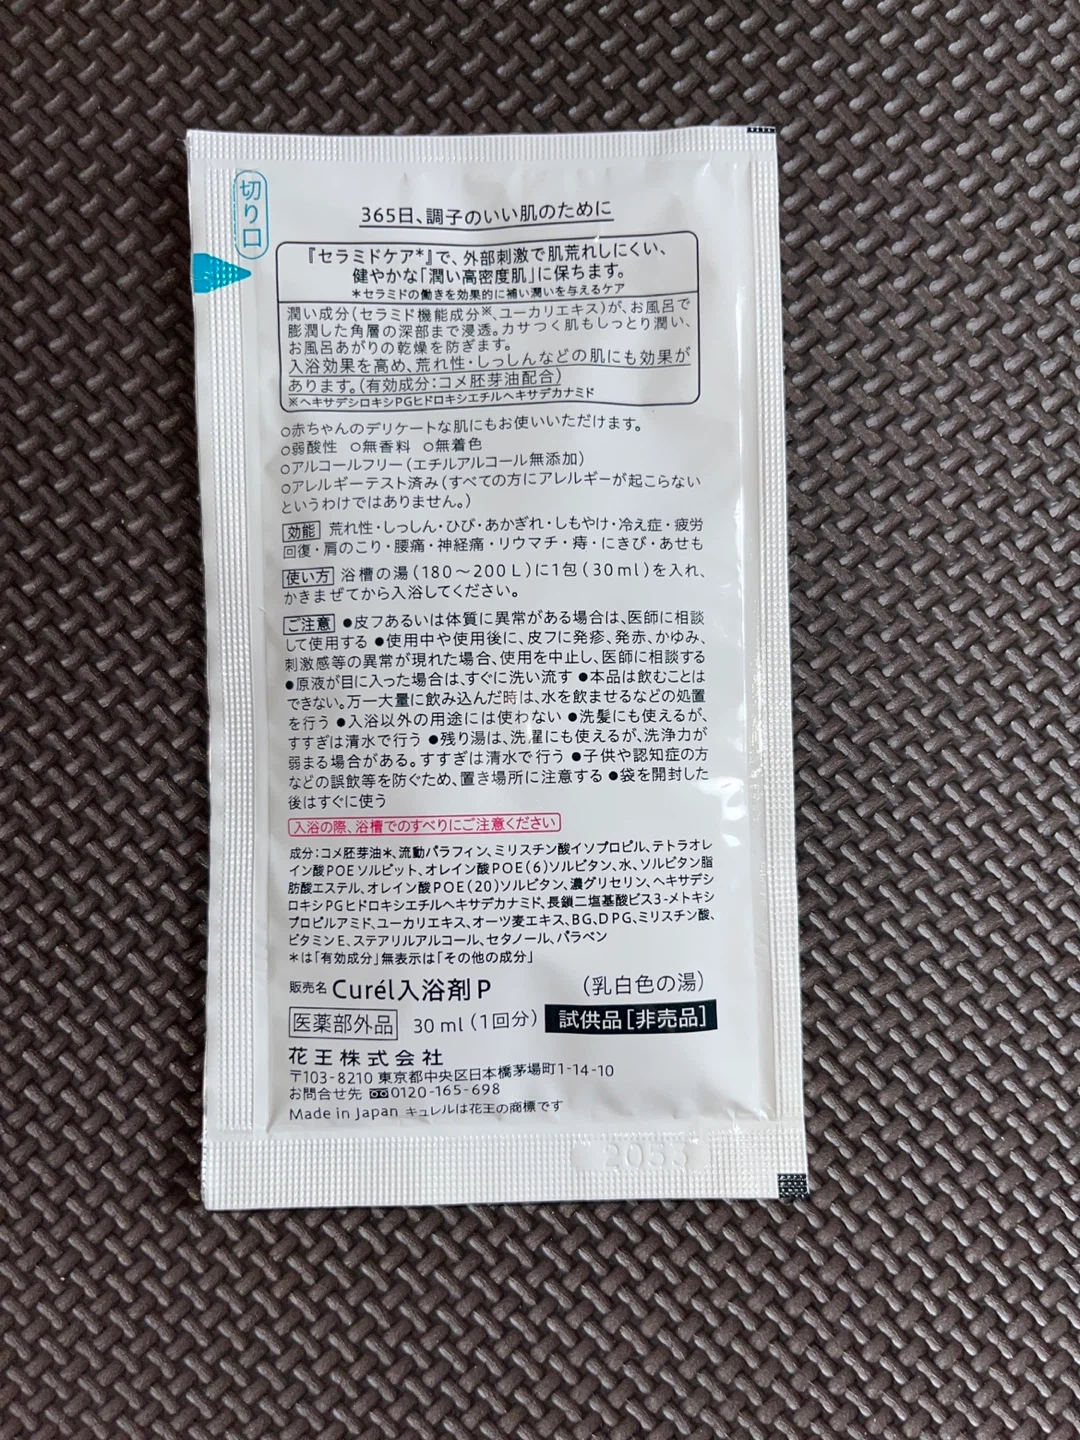 切り口
365日、調子のいい肌のために
『セラミドケア*』で、外部刺激で肌荒れしにくい、
健やかな「潤い高密度肌」に保ちます。
*セラミドの働きを効果的に補い潤いを与えるケア
潤い成分(セラミド機能成分※、ユーカリエキス)が、お風呂で
膨潤した角層の深部まで浸透。カサつく肌もしっとり潤い、
お風呂あがりの乾燥を防ぎます。
入浴効果を高め、荒れ性・しっしんなどの肌にも効果が
あります。(有効成分:コメ胚芽油配合)
※ヘキサデシロキシPGヒドロキシエチルヘキサデカナミド
○赤ちゃんのデリケートな肌にもお使いいただけます。
○弱酸性 ○無香料 ○無着色
○アルコールフリー(エチルアルコール無添加)
○アレルギーテスト済み(すべての方にアレルギーが起こらない
というわけではありません。)
効能 荒れ性・しっしん・ひび・あかぎれ・しもやけ・冷え症・疲労
回復・肩のこり・腰痛・神経痛・リウマチ・痔・にきび・あせも
使い方 浴槽の湯(180〜200L)に1包(30ml)を入れ、
かきまぜてから入浴してください。
ご注意 ●皮フあるいは体質に異常がある場合は、医師に相談
して使用する ●使用中や使用後に、皮フに発疹、発赤、かゆみ、
刺激感等の異常が現れた場合、使用を中止し、医師に相談する
●原液が目に入った場合は、すぐに洗い流す ●本品は飲むことは
できない。万一大量に飲み込んだ時は、水を飲ませるなどの処置
を行う ●入浴以外の用途には使わない ●洗髪にも使えるが、
すすぎは清水で行う ●残り湯は、洗濯にも使えるが、洗浄力が
弱まる場合がある。すすぎは清水で行う ●子供や認知症の方
などの誤飲等を防ぐため、置き場所に注意する ●袋を開封した
後はすぐに使う
入浴の際、浴槽でのすべりにご注意ください
成分:コメ胚芽油*、流動パラフィン、ミリスチン酸イソプロピル、テトラオレ
イン酸POEソルビット、オレイン酸POE(6)ソルビタン、水、ソルビタン脂
肪酸エステル、オレイン酸POE(20)ソルビタン、濃グリセリン、ヘキサデシ
ロキシPGヒドロキシエチルヘキサデカナミド、長鎖二塩基酸ビス3-メトキシ
プロピルアミド、ユーカリエキス、オーツ麦エキス、BG、DPG、ミリスチン酸、
ビタミンE、ステアリルアルコール、セタノール、パラベン
*は「有効成分」無表示は「その他の成分」
販売名 Curél入浴剤P (乳白色の湯)
医薬部外品 30ml(1回分) 試供品[非売品]
花王株式会社
〒103-8210 東京都中央区日本橋茅場町1-14-10
お問合せ先 0120-165-698
Made in Japan キュレルは花王の商標です
2053